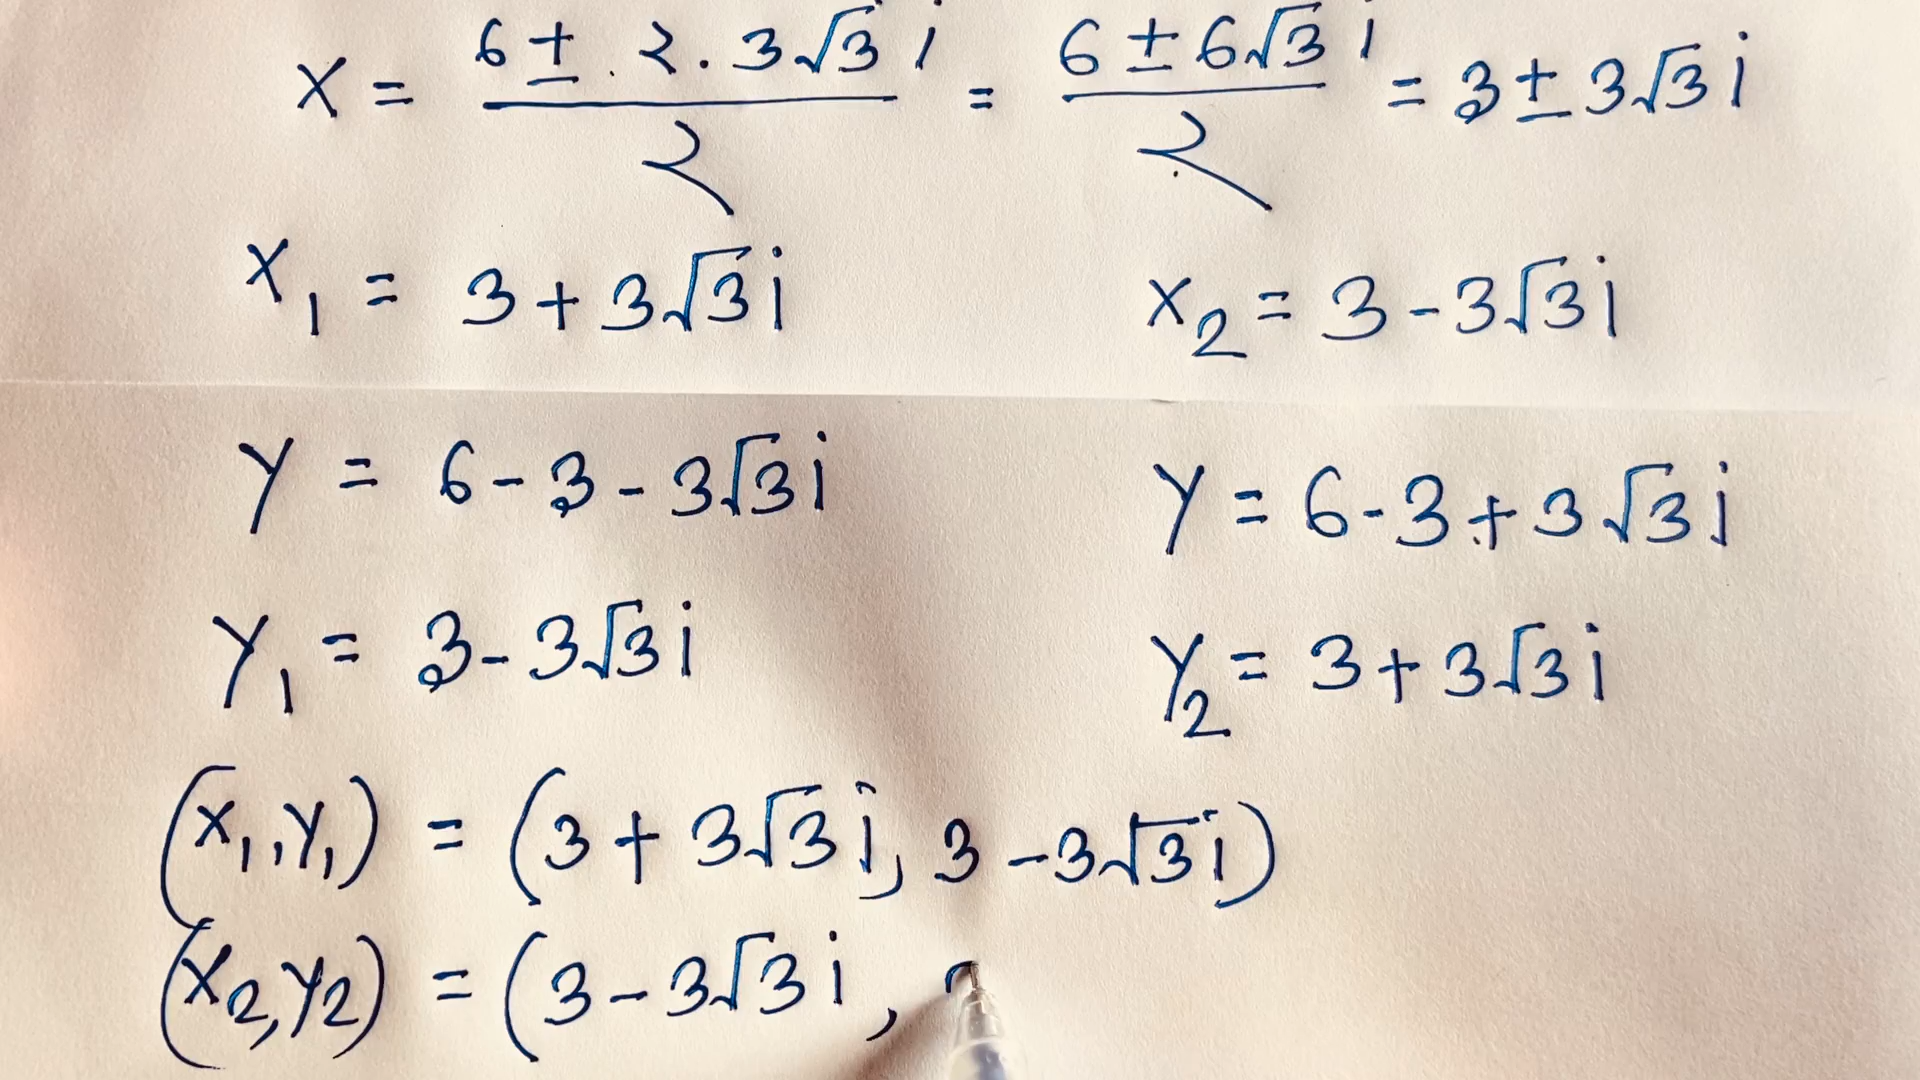 x = (6 ± 2 · 3√3 i) / 2 = (6 ± 6√3 i) / 2 = 3 ± 3√3 i
x₁ = 3 + 3√3 i    x₂ = 3 - 3√3 i
y = 6 - 3 - 3√3 i    y = 6 - 3 + 3√3 i
y₁ = 3 - 3√3 i    y₂ = 3 + 3√3 i
(x₁, y₁) = (3 + 3√3 i, 3 - 3√3 i)
(x₂, y₂) = (3 - 3√3 i ,